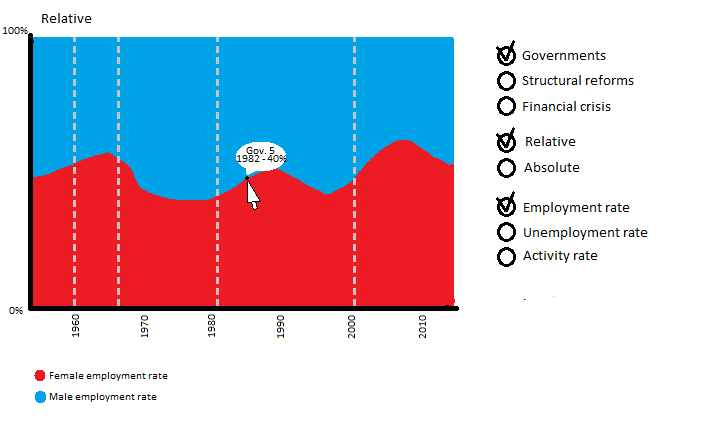 Relative
100%
Governments
Structural reforms
Financial crisis
Relative
Absolute
Gov. 5
1982 - 40%
Employment rate
Unemployment rate
Activity rate
0%
1960
1970
1980
1990
2000
2010
Female employment rate
Male employment rate